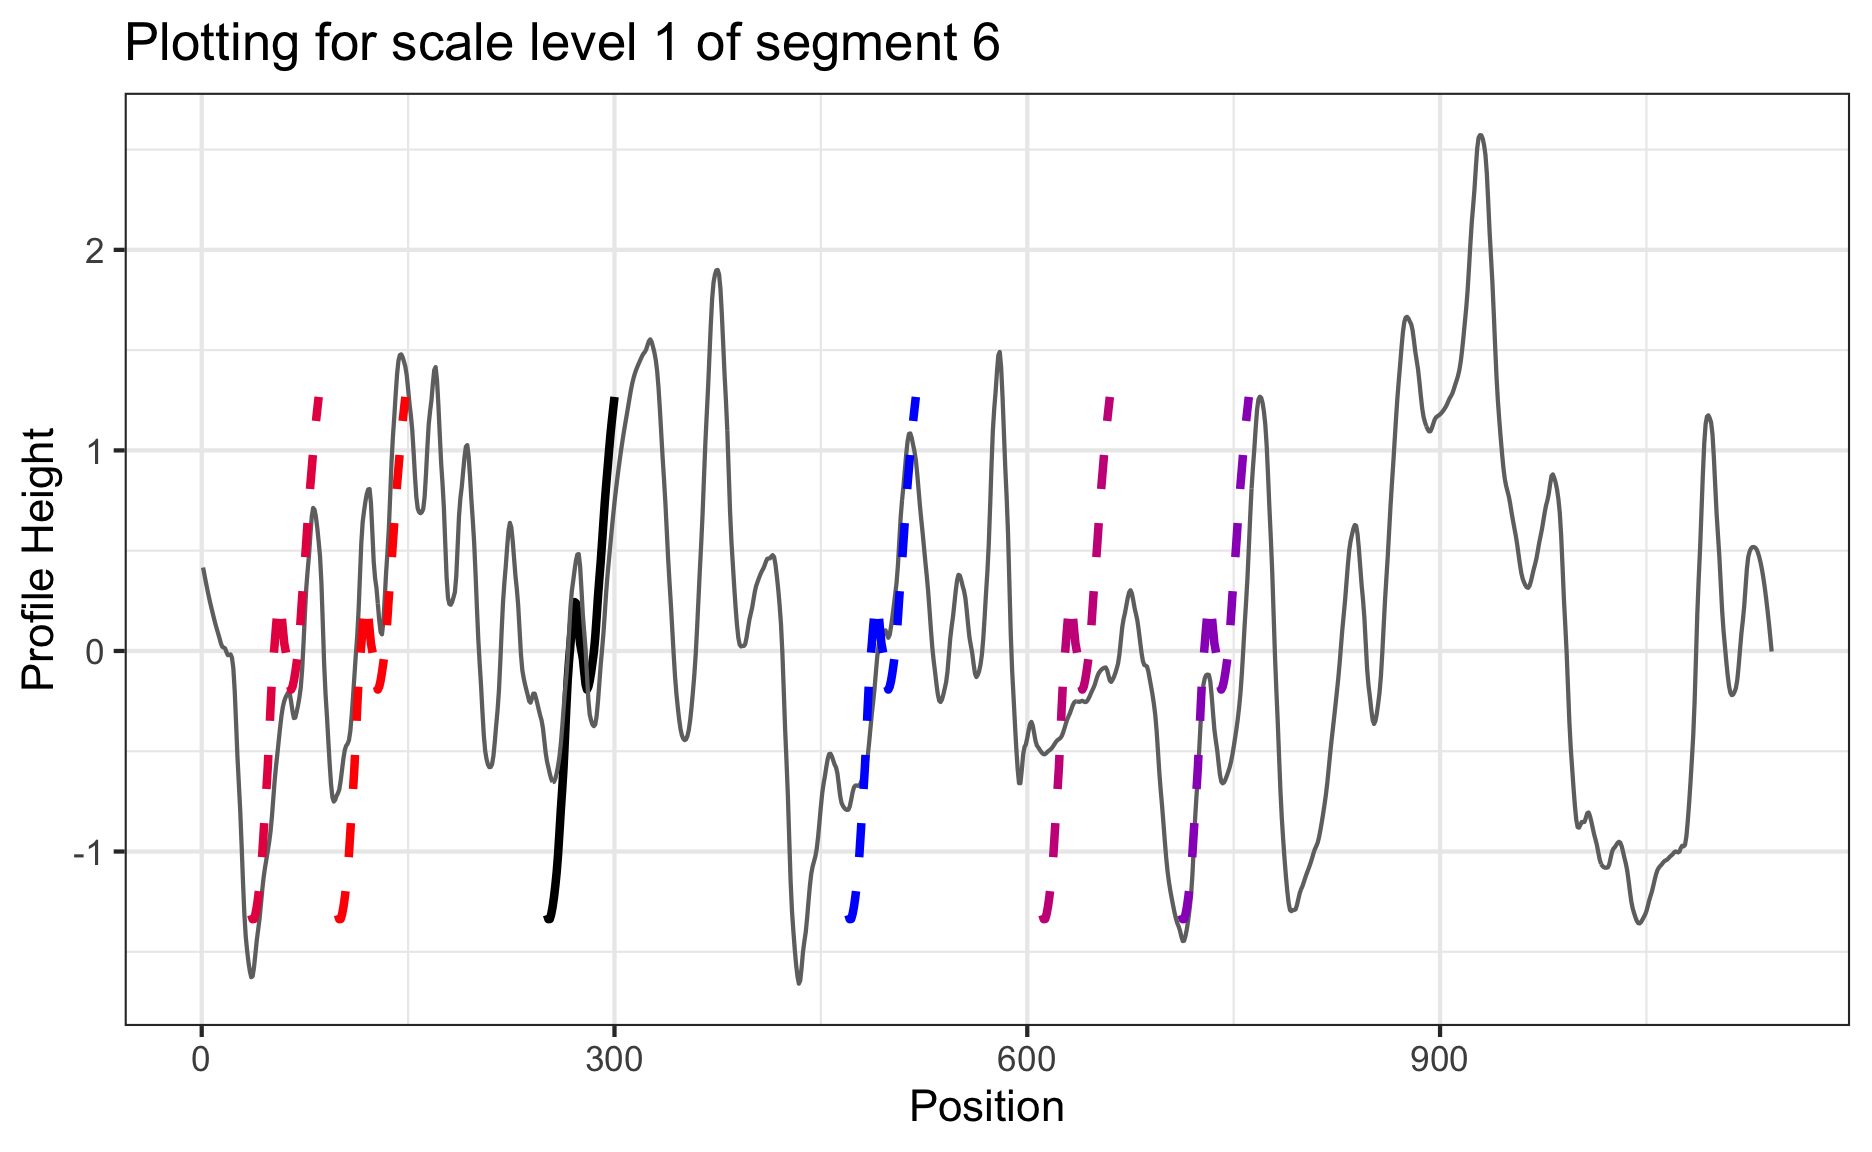 Plotting for scale level 1 of segment 6
Profile Height
2
1
0
-1
0 300 600 900
Position